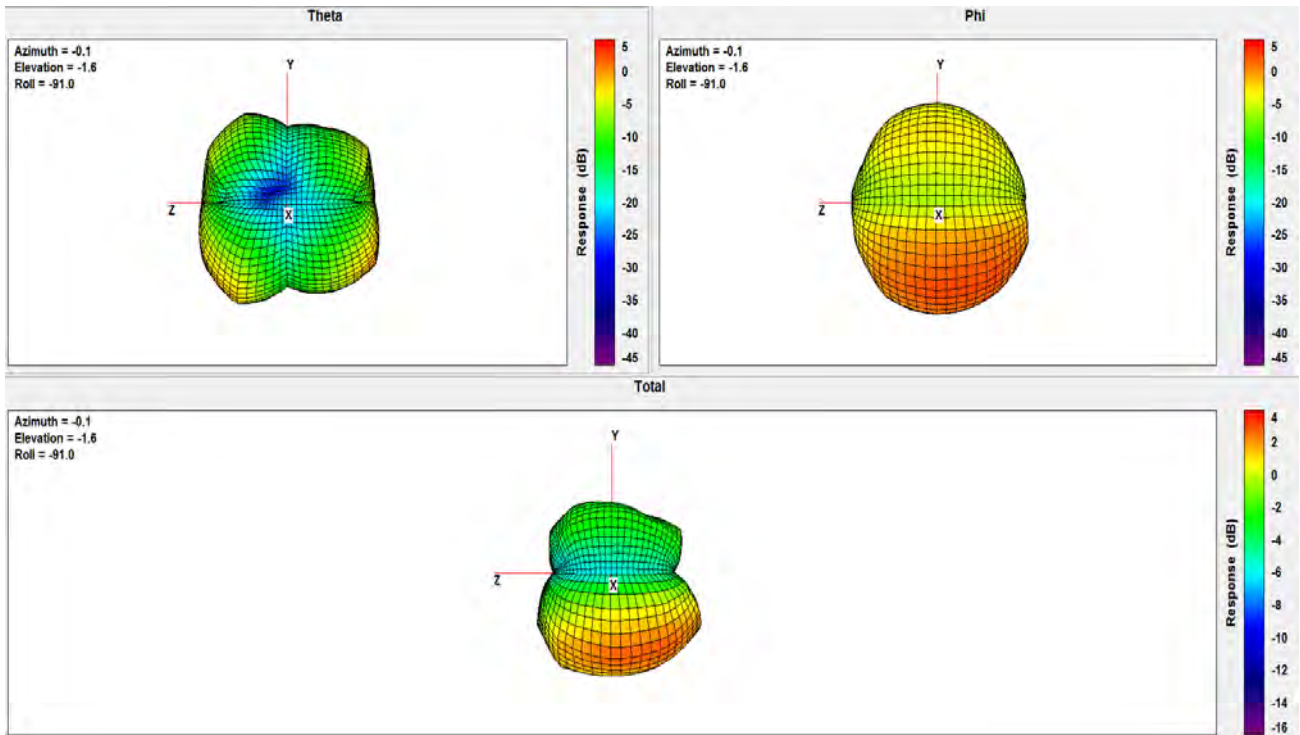 Theta
Azimuth = -0.1
Elevation = -1.6
Roll = -91.0
Y
Z
X
Response (dB)
5
0
-5
-10
-15
-20
-25
-30
-35
-40
-45
Phi
Azimuth = -0.1
Elevation = -1.6
Roll = -91.0
Y
Z
X
Response (dB)
5
0
-5
-10
-15
-20
-25
-30
-35
-40
-45
Total
Azimuth = -0.1
Elevation = -1.6
Roll = -91.0
Y
Z
X
Response (dB)
4
2
0
-2
-4
-6
-8
-10
-12
-14
-16